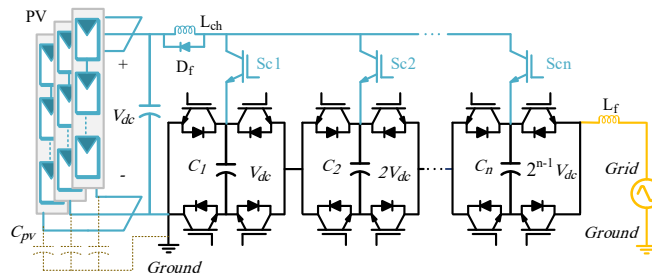 PV
L_ch
D_f
Sc1
Sc2
Scn
+
V_dc
-
C_1
V_dc
C_2
2V_dc
C_n
2^{n-1} V_dc
L_f
Grid
C_pv
Ground
Ground